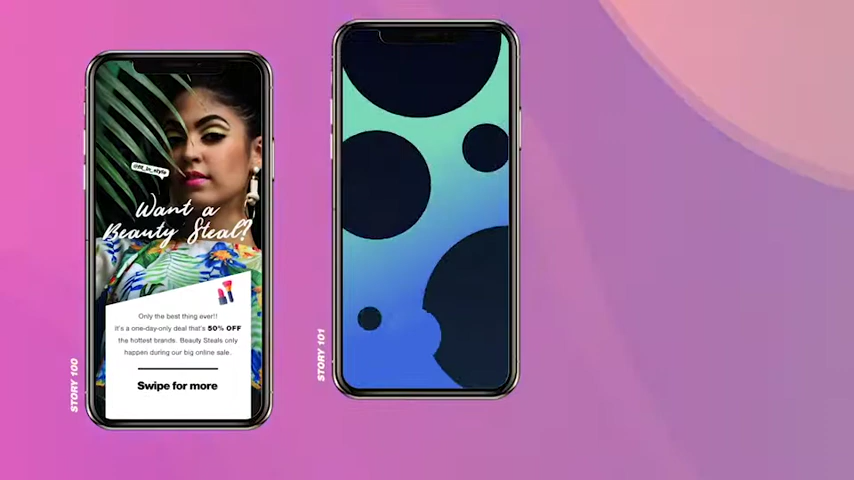 @fit_in_style
Want a
Beauty Steal?
Only the best thing ever!!
it's a one-day-only deal that's 50% OFF
the hottest brands. Beauty Steals only
happen during our big online sale.
Swipe for more
STORY 100
STORY 101